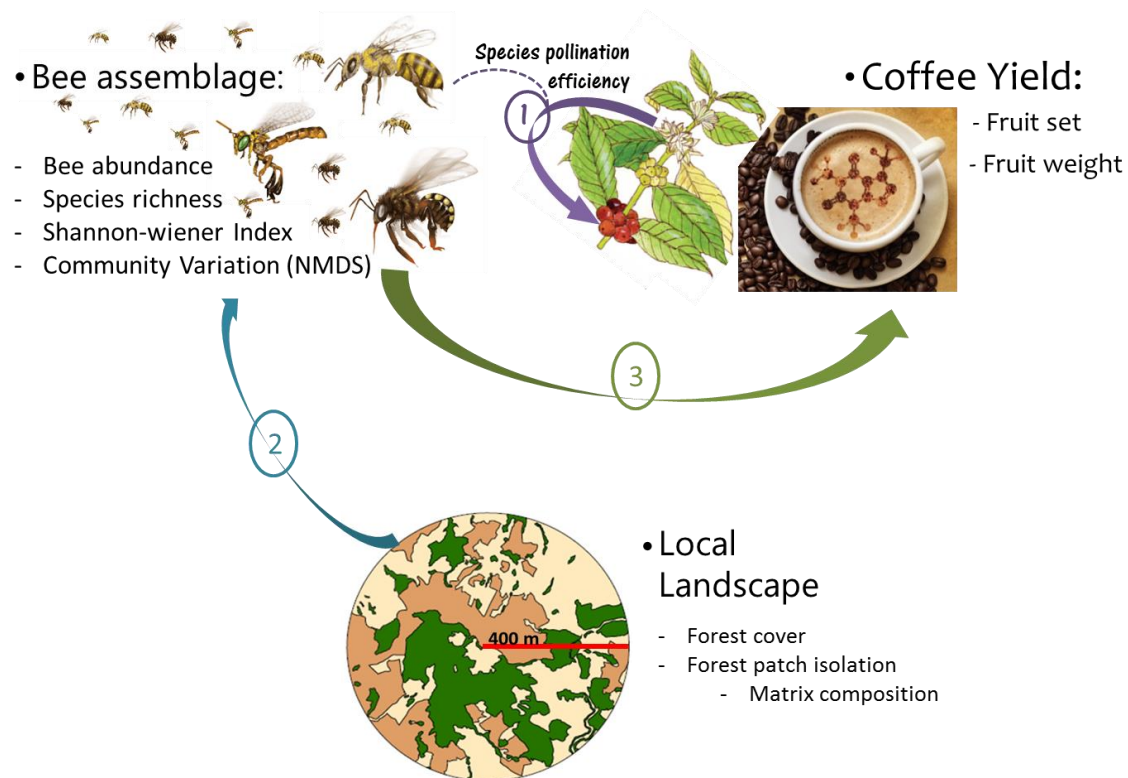 • Bee assemblage:
- Bee abundance
- Species richness
- Shannon-wiener Index
- Community Variation (NMDS)
Species pollination
efficiency
1
• Coffee Yield:
- Fruit set
- Fruit weight
3
2
400 m
• Local
Landscape
- Forest cover
- Forest patch isolation
- Matrix composition